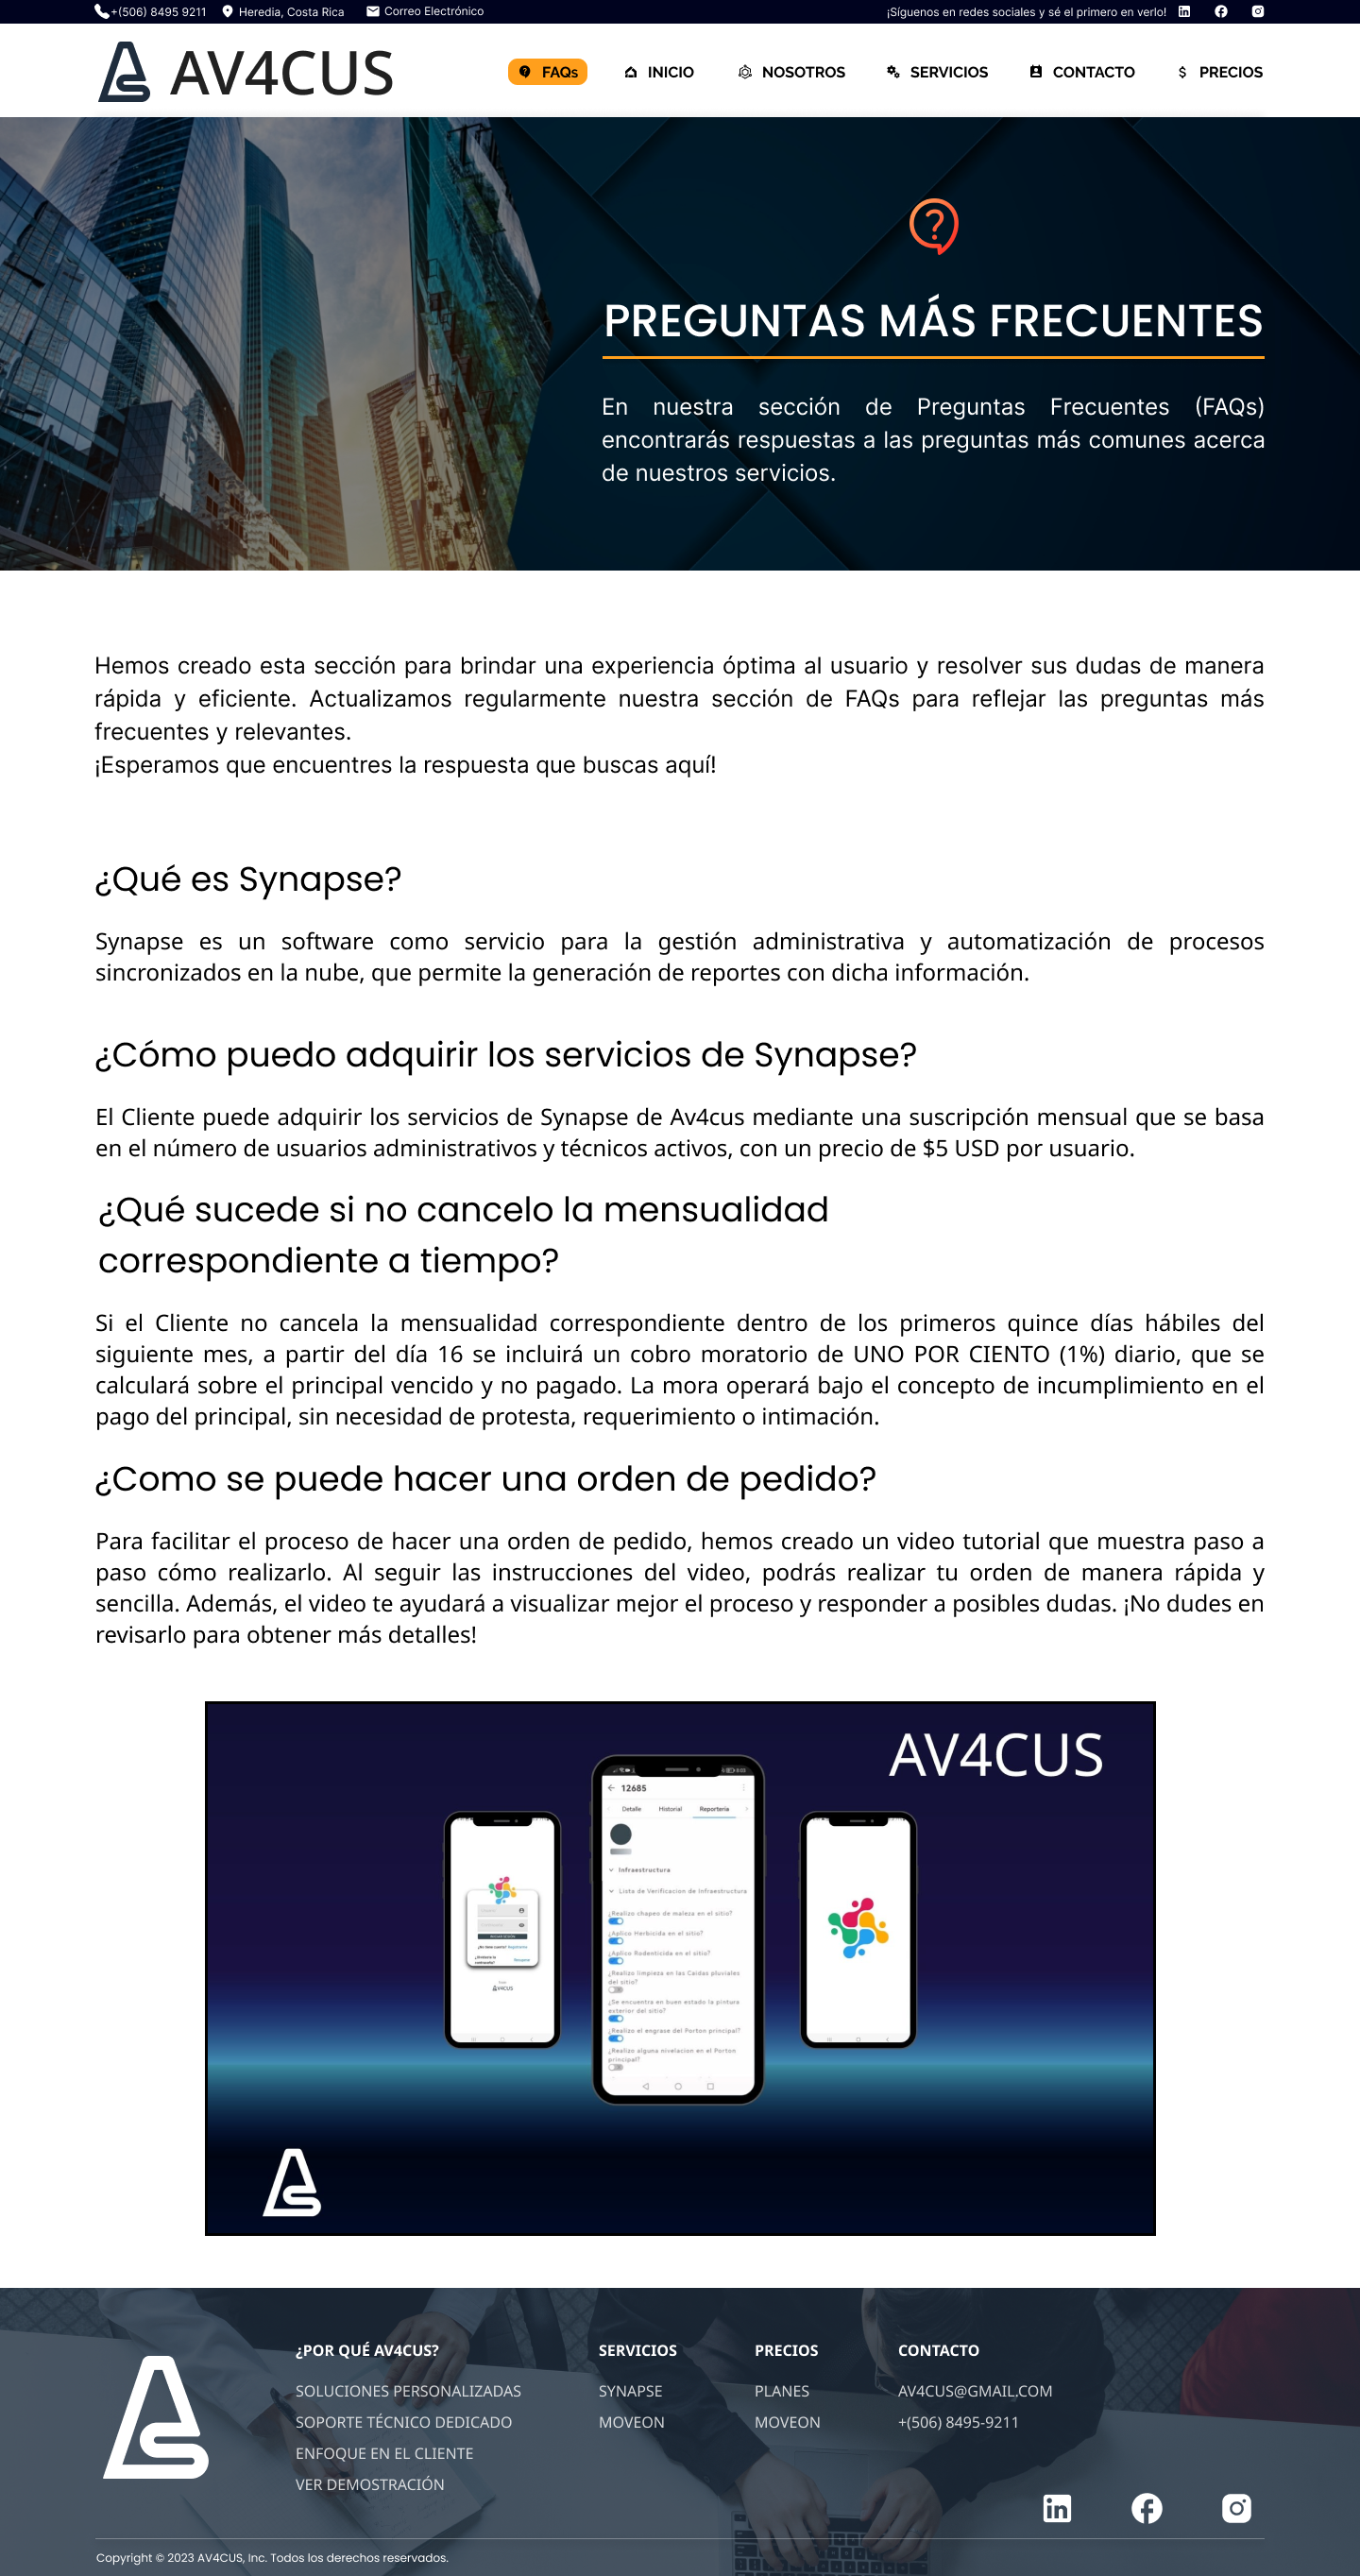 +(506) 8495 9211
Heredia, Costa Rica
Correo Electrónico
¡Síguenos en redes sociales y sé el primero en verlo!
AV4CUS
FAQs
INICIO
NOSOTROS
SERVICIOS
CONTACTO
PRECIOS
PREGUNTAS MÁS FRECUENTES
En nuestra sección de Preguntas Frecuentes (FAQs)
encontrarás respuestas a las preguntas más comunes acerca
de nuestros servicios.
Hemos creado esta sección para brindar una experiencia óptima al usuario y resolver sus dudas de manera
rápida y eficiente. Actualizamos regularmente nuestra sección de FAQs para reflejar las preguntas más
frecuentes y relevantes.
¡Esperamos que encuentres la respuesta que buscas aquí!
¿Qué es Synapse?
Synapse es un software como servicio para la gestión administrativa y automatización de procesos
sincronizados en la nube, que permite la generación de reportes con dicha información.
¿Cómo puedo adquirir los servicios de Synapse?
El Cliente puede adquirir los servicios de Synapse de Av4cus mediante una suscripción mensual que se basa
en el número de usuarios administrativos y técnicos activos, con un precio de $5 USD por usuario.
¿Qué sucede si no cancelo la mensualidad
correspondiente a tiempo?
Si el Cliente no cancela la mensualidad correspondiente dentro de los primeros quince días hábiles del
siguiente mes, a partir del día 16 se incluirá un cobro moratorio de UNO POR CIENTO (1%) diario, que se
calculará sobre el principal vencido y no pagado. La mora operará bajo el concepto de incumplimiento en el
pago del principal, sin necesidad de protesta, requerimiento o intimación.
¿Como se puede hacer una orden de pedido?
Para facilitar el proceso de hacer una orden de pedido, hemos creado un video tutorial que muestra paso a
paso cómo realizarlo. Al seguir las instrucciones del video, podrás realizar tu orden de manera rápida y
sencilla. Además, el video te ayudará a visualizar mejor el proceso y responder a posibles dudas. ¡No dudes en
revisarlo para obtener más detalles!
AV4CUS
12685
Detalle Historial Reportería
Infraestructura
Lista de Verificacion de Infraestructura
¿Realizo chapeo de maleza en el sitio?
¿Aplico Herbicida en el sitio?
¿Aplico Rodenticida en el sitio?
¿Realizo limpieza en las Caidas pluviales
del sitio?
¿Se encuentra en buen estado la pintura
exterior del sitio?
¿Realizo el engrase del Porton principal?
¿Realizo alguna nivelacion en el Porton
principal?
¿POR QUÉ AV4CUS?
SOLUCIONES PERSONALIZADAS
SOPORTE TÉCNICO DEDICADO
ENFOQUE EN EL CLIENTE
VER DEMOSTRACIÓN
SERVICIOS
SYNAPSE
MOVEON
PRECIOS
PLANES
MOVEON
CONTACTO
AV4CUS@GMAIL.COM
+(506) 8495-9211
Copyright © 2023 AV4CUS, Inc. Todos los derechos reservados.